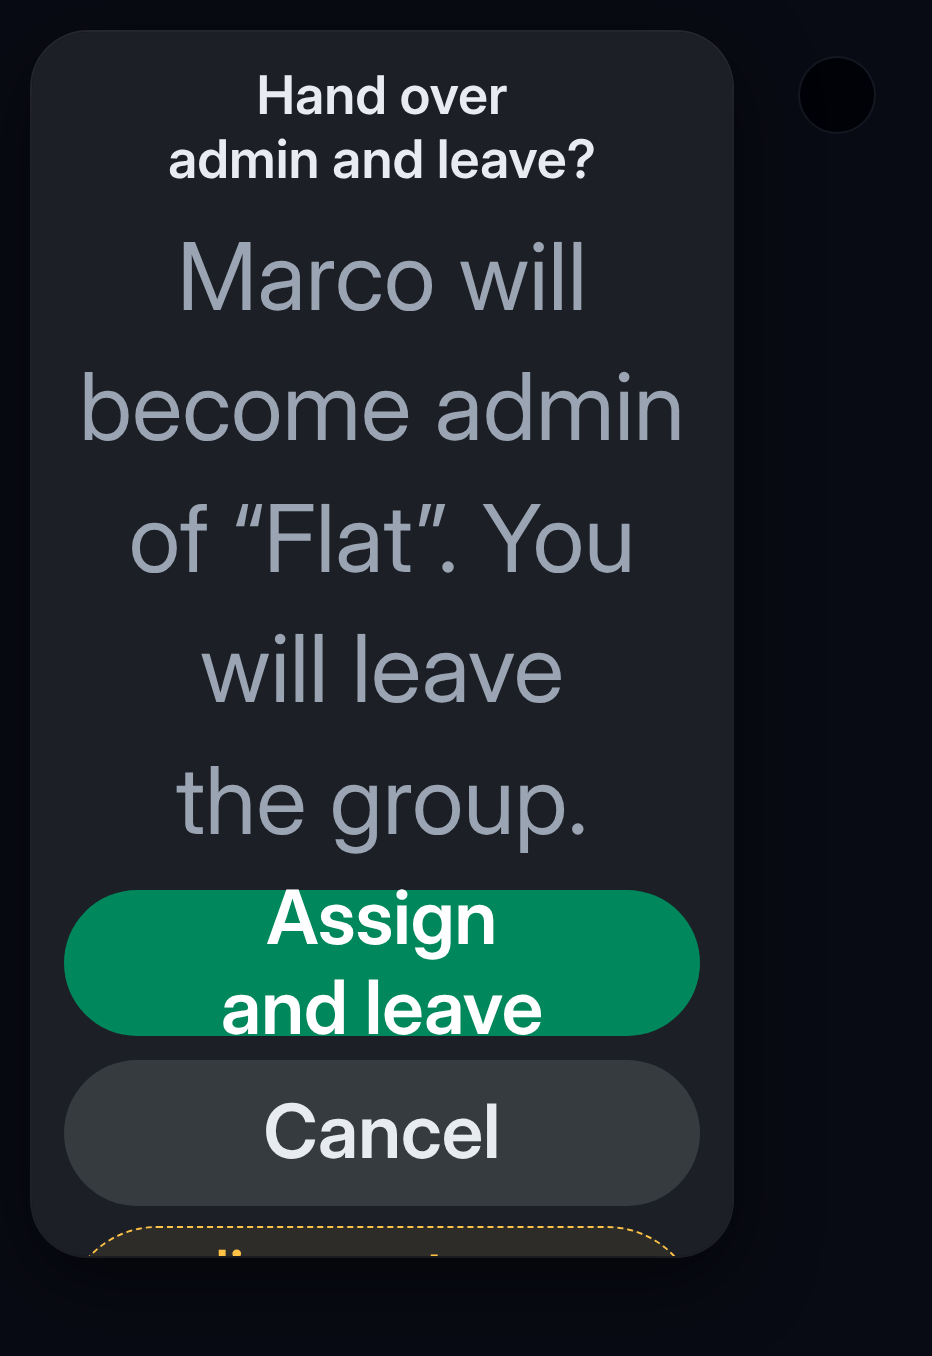 Hand over
admin and leave?
Marco will
become admin
of “Flat”. You
will leave
the group.
Assign
and leave
Cancel